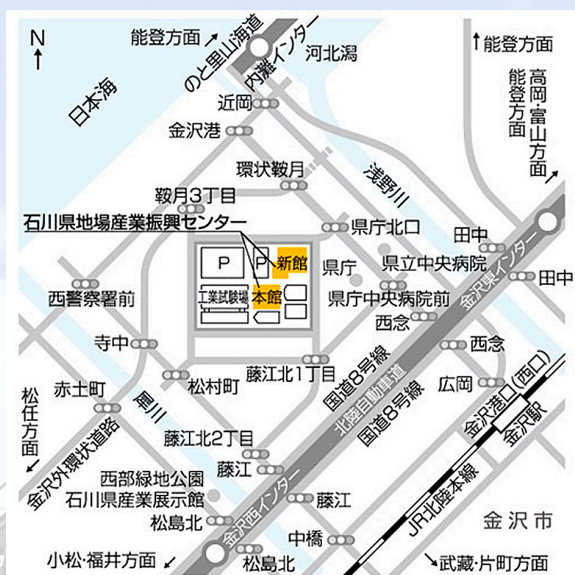 N
能登方面
のと里山海道
内灘インター
河北潟
能登方面
高岡・富山方面
能登方面
日本海
近岡
金沢港
環状鞍月
浅野川
鞍月3丁目
石川県地場産業振興センター
県庁北口
田中
P
P
新館
県庁
県立中央病院
金沢東インター
田中
西警察署前
工業試験場
本館
県庁中央病院前
西念
寺中
西念
藤江北1丁目
国道8号線
北陸自動車道
国道8号線
広岡
金沢港口(西口)
金沢駅
松任方面
赤土町
松村町
犀川
金沢外環状道路
藤江北2丁目
藤江
西部緑地公園
石川県産業展示館
金沢西インター
藤江
JR北陸本線
松島北
金沢市
中橋
小松・福井方面
松島北
武蔵・片町方面